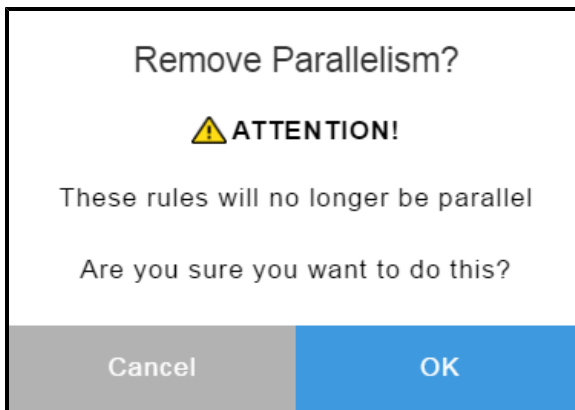 Remove Parallelism?
ATTENTION!
These rules will no longer be parallel
Are you sure you want to do this?
Cancel
OK